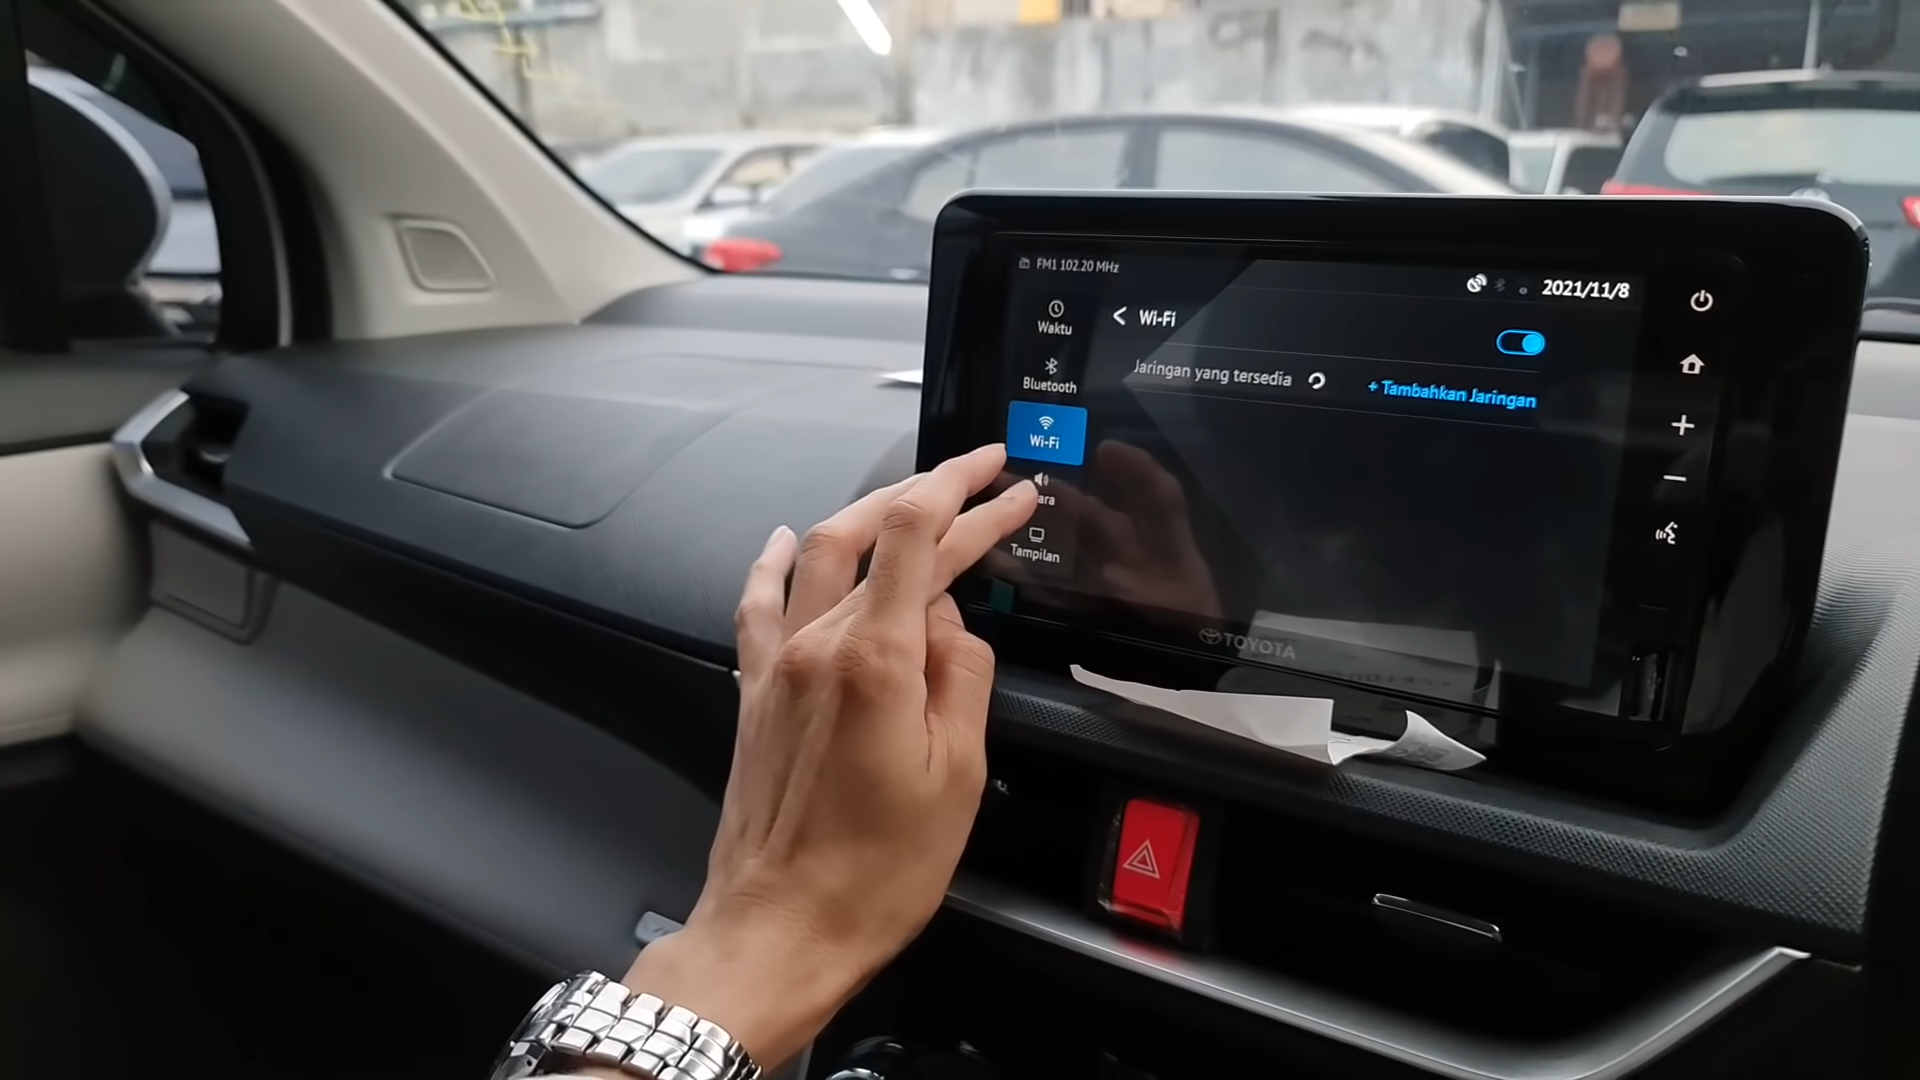 FM1 102.20 MHz
2021/11/8
Waktu
Wi-Fi
Bluetooth
Jaringan yang tersedia
+ Tambahkan Jaringan
Wi-Fi
ara
Tampilan
TOYOTA